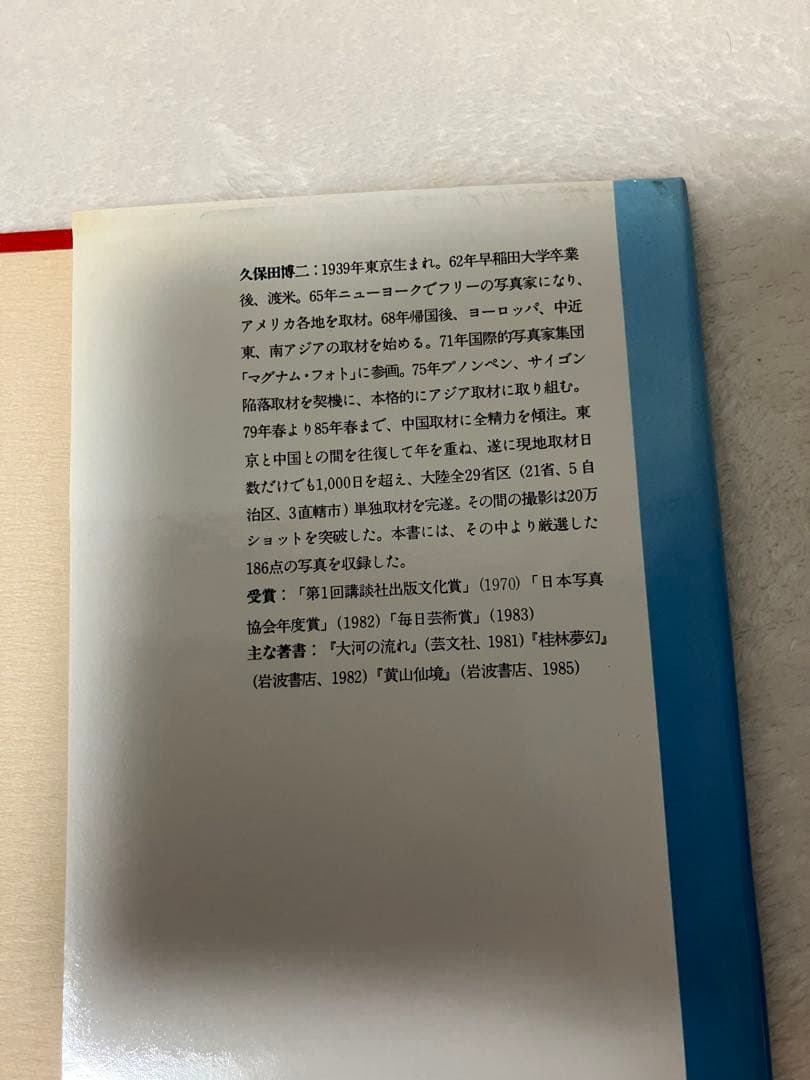 久保田博二：1939年東京生まれ。62年早稲田大学卒業
後、渡米。65年ニューヨークでフリーの写真家になり、
アメリカ各地を取材。68年帰国後、ヨーロッパ、中近
東、南アジアの取材を始める。71年国際的写真家集団
「マグナム・フォト」に参画。75年プノンペン、サイゴン
陥落取材を契機に、本格的にアジア取材に取り組む。
79年春より85年春まで、中国取材に全精力を傾注。東
京と中国との間を往復して年を重ね、遂に現地取材日
数だけでも1,000日を超え、大陸全29省区（21省、5自
治区、3直轄市）単独取材を完遂。その間の撮影は20万
ショットを突破した。本書には、その中より厳選した
186点の写真を収録した。
受賞：「第1回講談社出版文化賞」（1970）「日本写真
協会年度賞」（1982）「毎日芸術賞」（1983）
主な著書：『大河の流れ』（芸文社、1981）『桂林夢幻』
（岩波書店、1982）『黄山仙境』（岩波書店、1985）